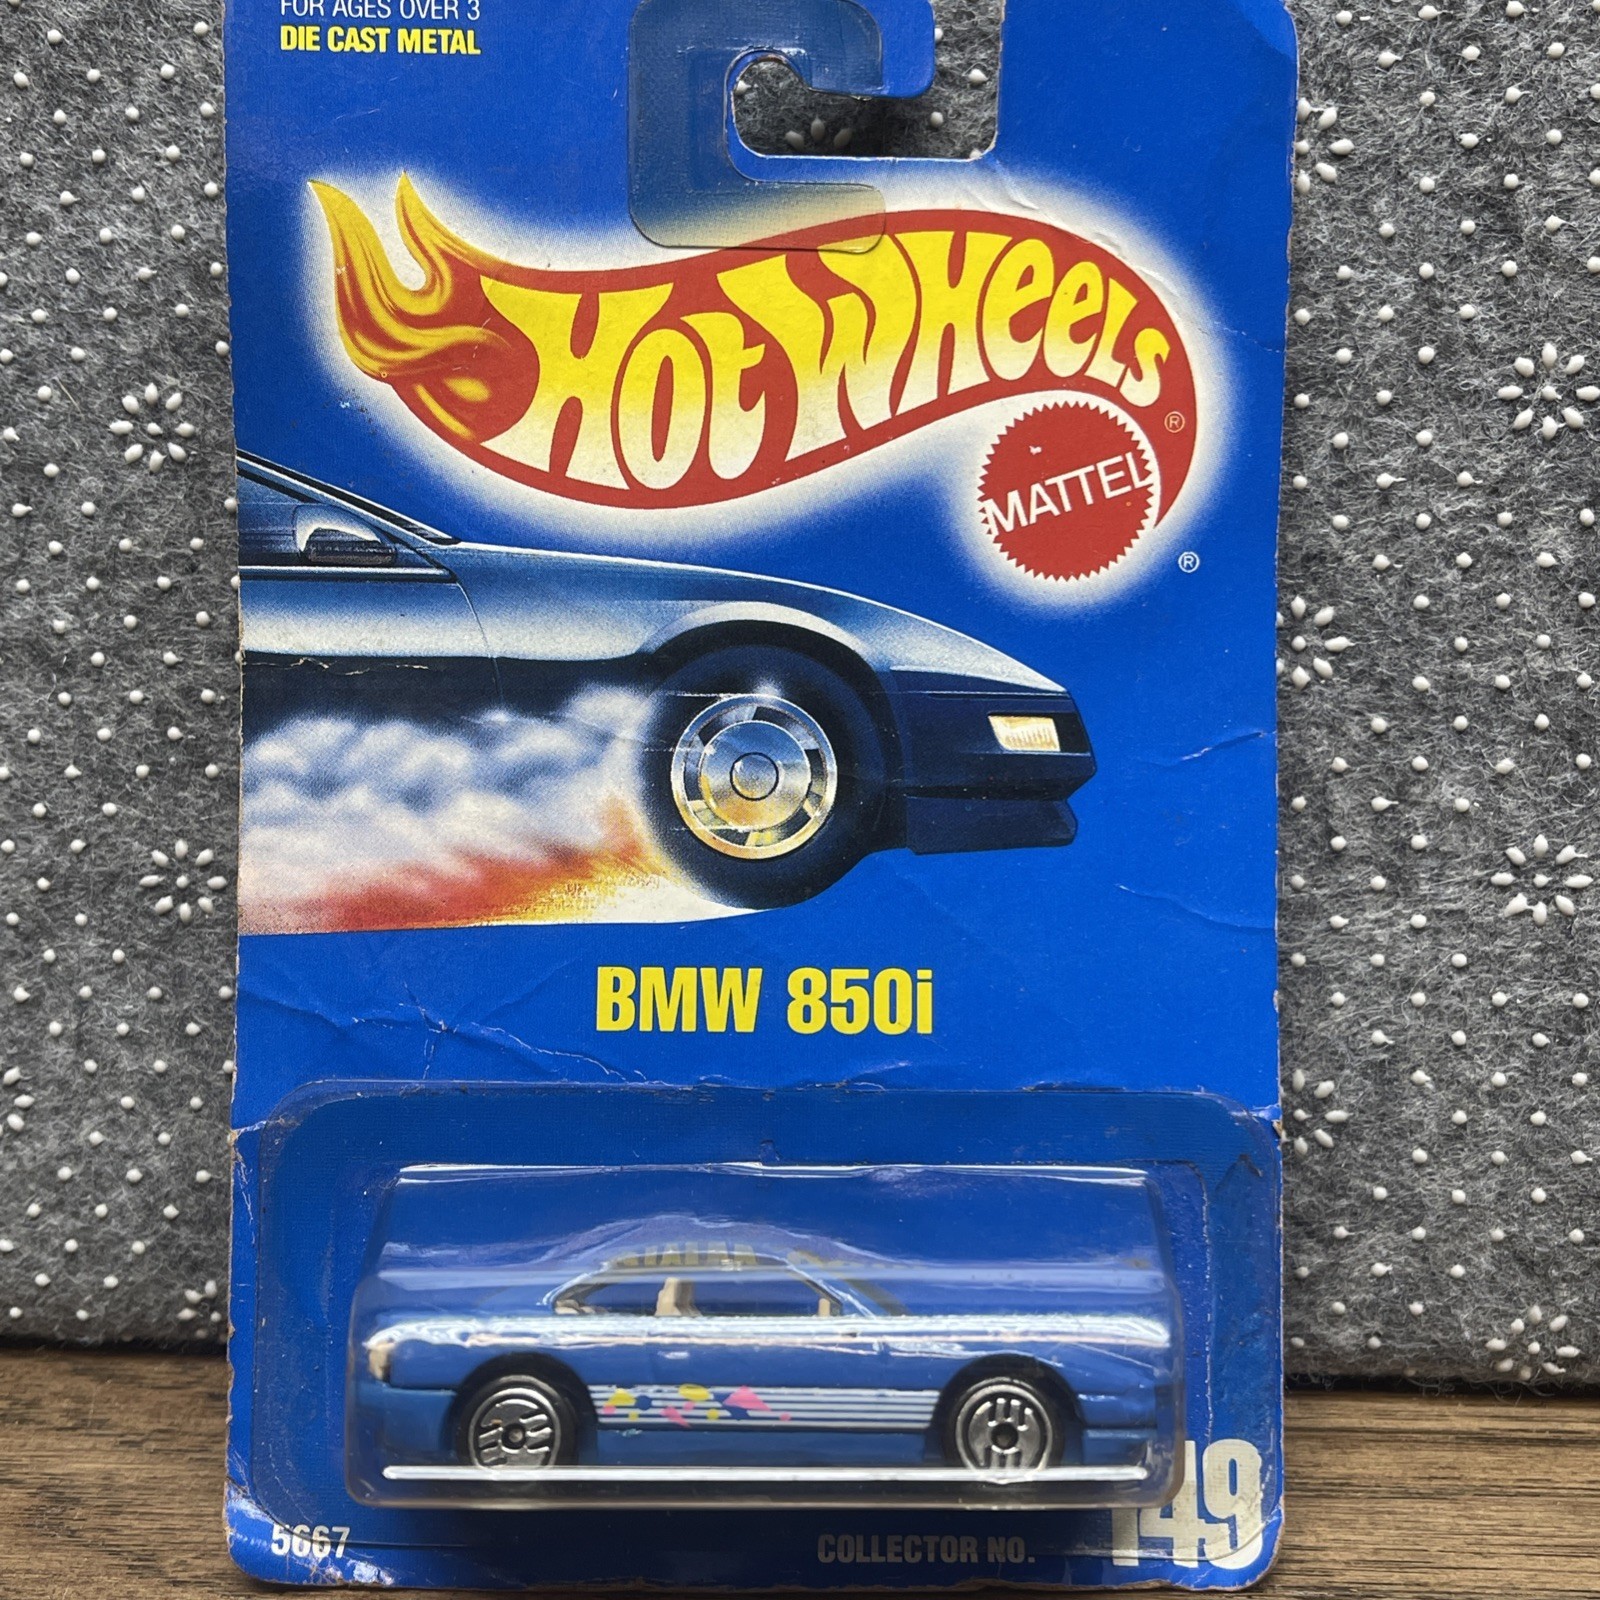 FOR AGES OVER 3
DIE CAST METAL
HOT WHEELS ®
MATTEL
®
BMW 850i
5667
COLLECTOR NO. 149